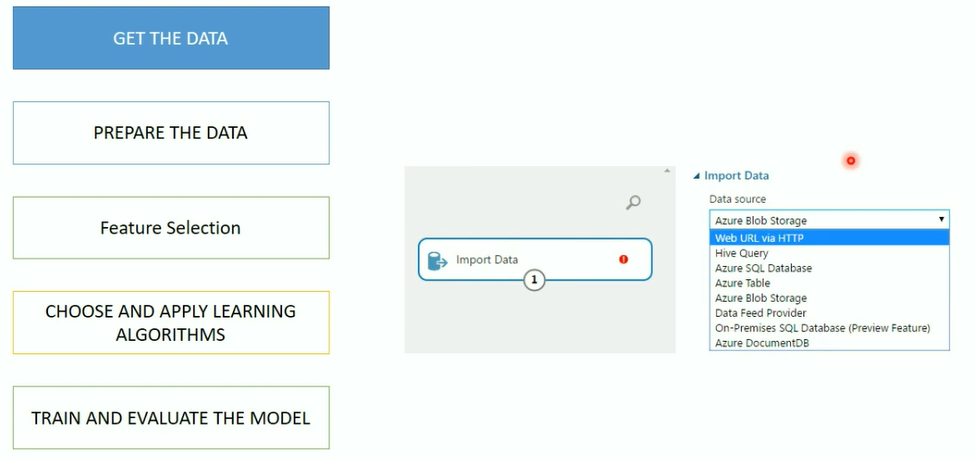 GET THE DATA
PREPARE THE DATA
Feature Selection
CHOOSE AND APPLY LEARNING
ALGORITHMS
TRAIN AND EVALUATE THE MODEL
Import Data
1
Import Data
Data source
Azure Blob Storage
Web URL via HTTP
Hive Query
Azure SQL Database
Azure Table
Azure Blob Storage
Data Feed Provider
On-Premises SQL Database (Preview Feature)
Azure DocumentDB